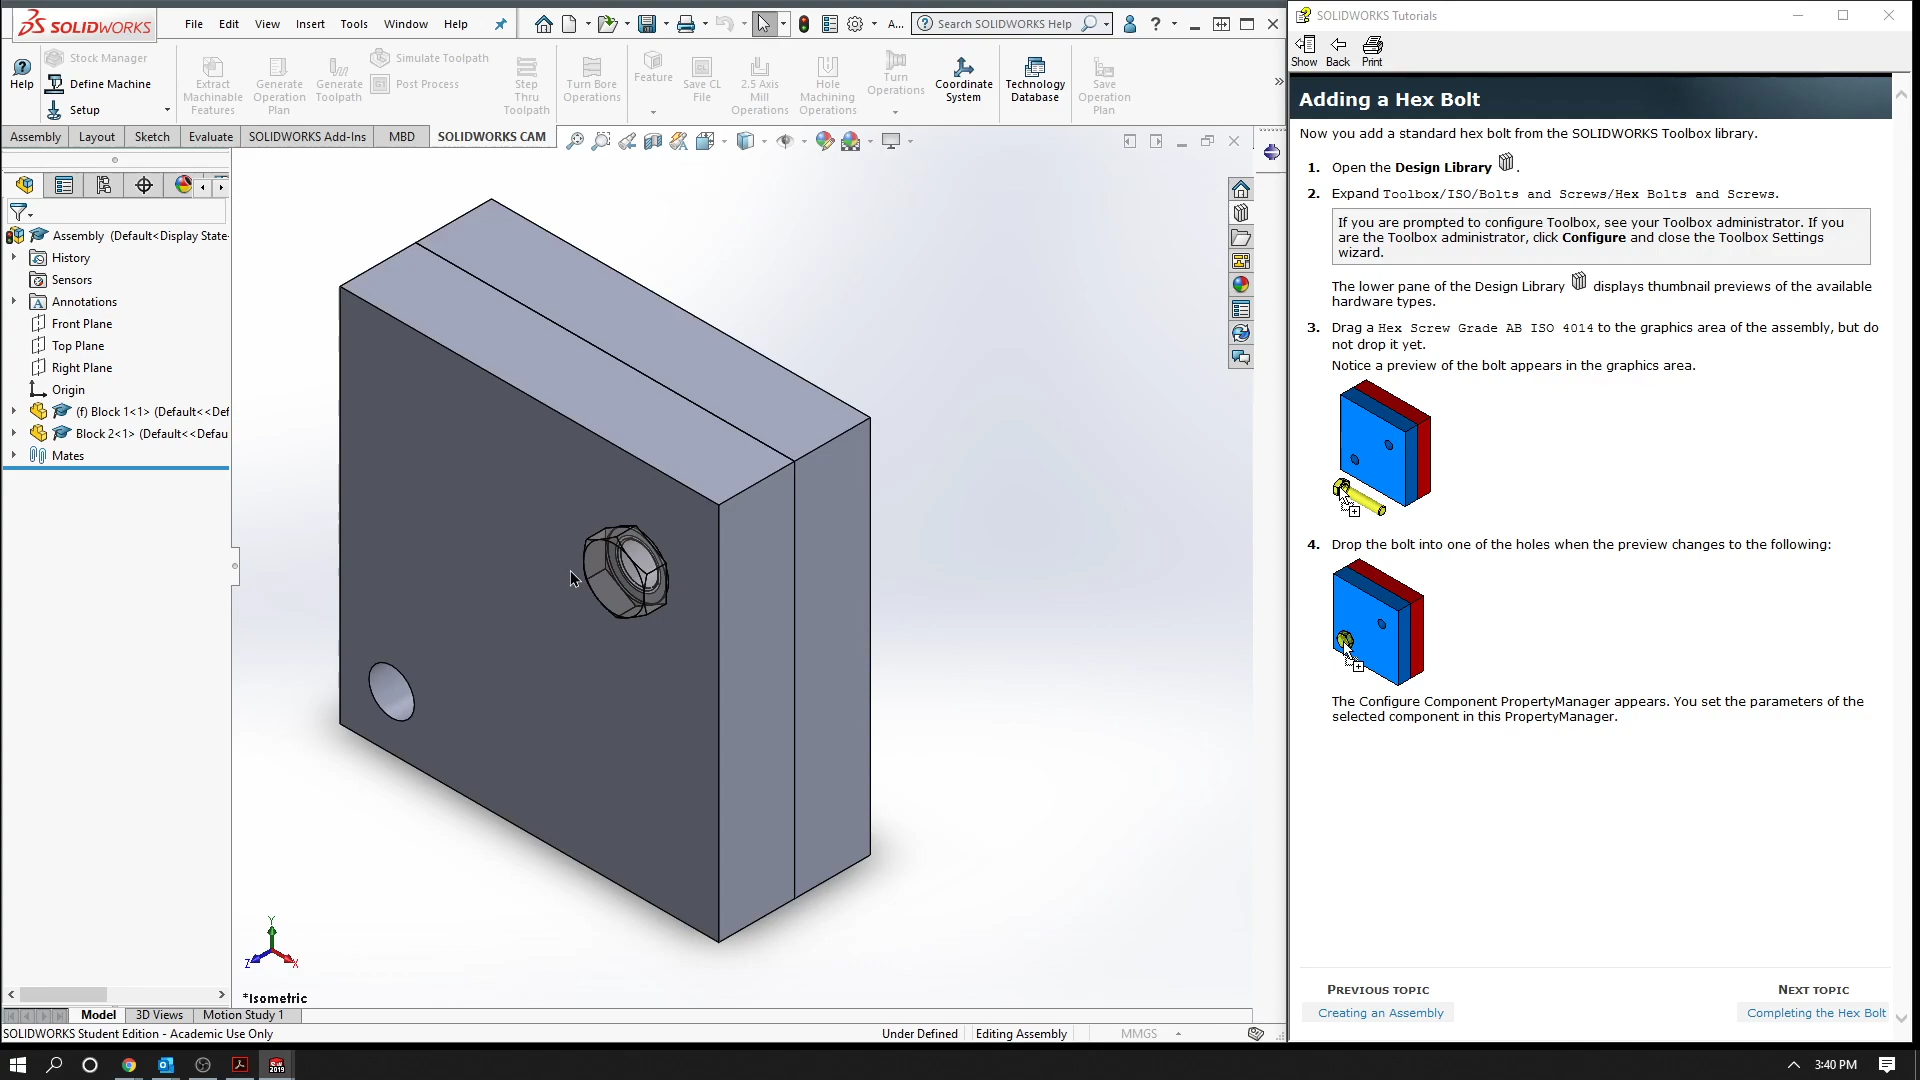 SOLIDWORKS
File
Edit
View
Insert
Tools
Window
Help
A...
Search SOLIDWORKS Help
?
Help
Stock Manager
Define Machine
Setup
Extract
Machinable
Features
Generate
Operation
Plan
Generate
Toolpath
Simulate Toolpath
Post Process
Step
Thru
Toolpath
Turn Bore
Operations
Feature
Save CL
File
2.5 Axis
Mill
Operations
Hole
Machining
Operations
Turn
Operations
Coordinate
System
Technology
Database
Save
Operation
Plan
Assembly
Layout
Sketch
Evaluate
SOLIDWORKS Add-Ins
MBD
SOLIDWORKS CAM
Assembly (Default<Display State-
History
Sensors
Annotations
Front Plane
Top Plane
Right Plane
Origin
(f) Block 1<1> (Default<<Def
Block 2<1> (Default<<Defau
Mates
Y
Z
X
*Isometric
Model
3D Views
Motion Study 1
SOLIDWORKS Student Edition - Academic Use Only
Under Defined
Editing Assembly
MMGS
SOLIDWORKS Tutorials
Show
Back
Print
Adding a Hex Bolt
Now you add a standard hex bolt from the SOLIDWORKS Toolbox library.
1. Open the Design Library .
2. Expand Toolbox/ISO/Bolts and Screws/Hex Bolts and Screws.
If you are prompted to configure Toolbox, see your Toolbox administrator. If you
are the Toolbox administrator, click Configure and close the Toolbox Settings
wizard.
The lower pane of the Design Library displays thumbnail previews of the available
hardware types.
3. Drag a Hex Screw Grade AB ISO 4014 to the graphics area of the assembly, but do
not drop it yet.
Notice a preview of the bolt appears in the graphics area.
4. Drop the bolt into one of the holes when the preview changes to the following:
The Configure Component PropertyManager appears. You set the parameters of the
selected component in this PropertyManager.
PREVIOUS TOPIC
Creating an Assembly
NEXT TOPIC
Completing the Hex Bolt
3:40 PM